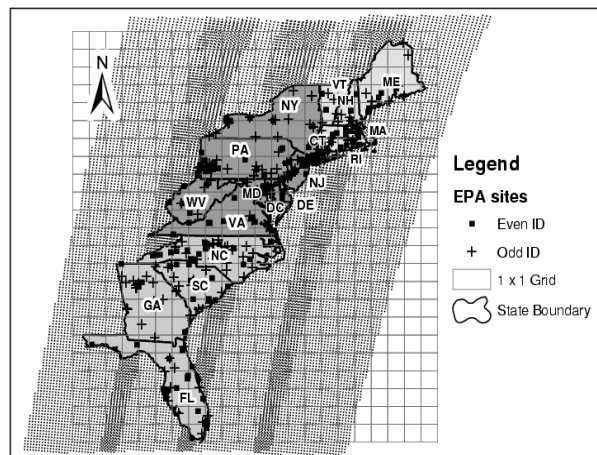 N
VT
ME
NH
NY
MA
CT
PA
RI
NJ
MD
WV
DC
DE
VA
NC
SC
GA
FL
Legend
EPA sites
Even ID
Odd ID
1 x 1 Grid
State Boundary